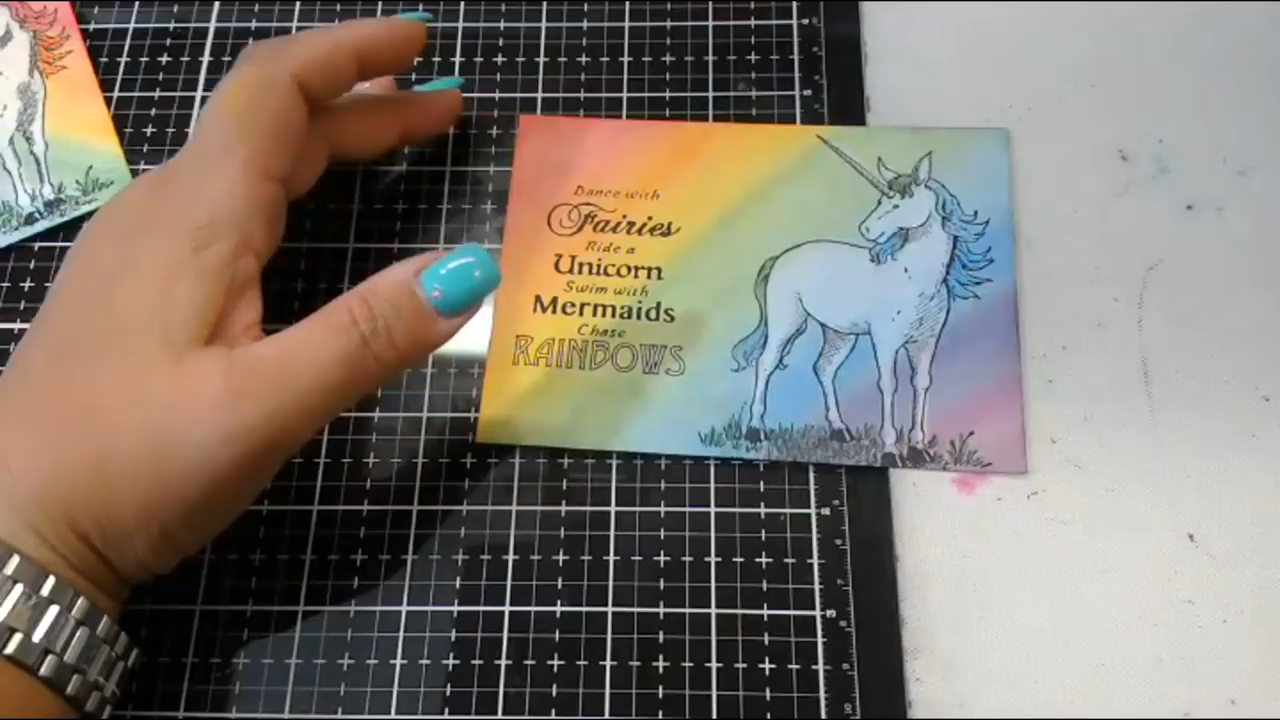 Dance with
Fairies
Ride a
Unicorn
Swim with
Mermaids
Chase
RAINBOWS